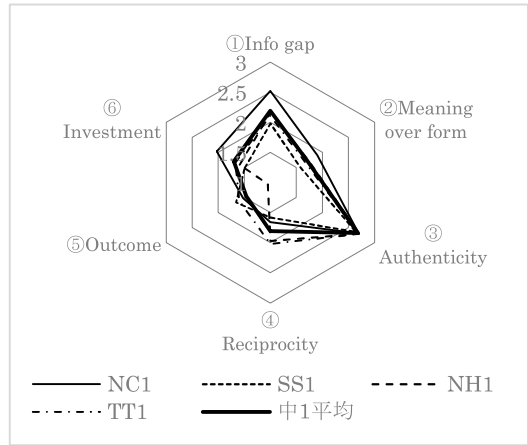 ①Info gap
3
2.5
2
⑥
Investment
②Meaning
over form
③
Authenticity
⑤Outcome
④
Reciprocity
NC1
SS1
NH1
TT1
中1平均